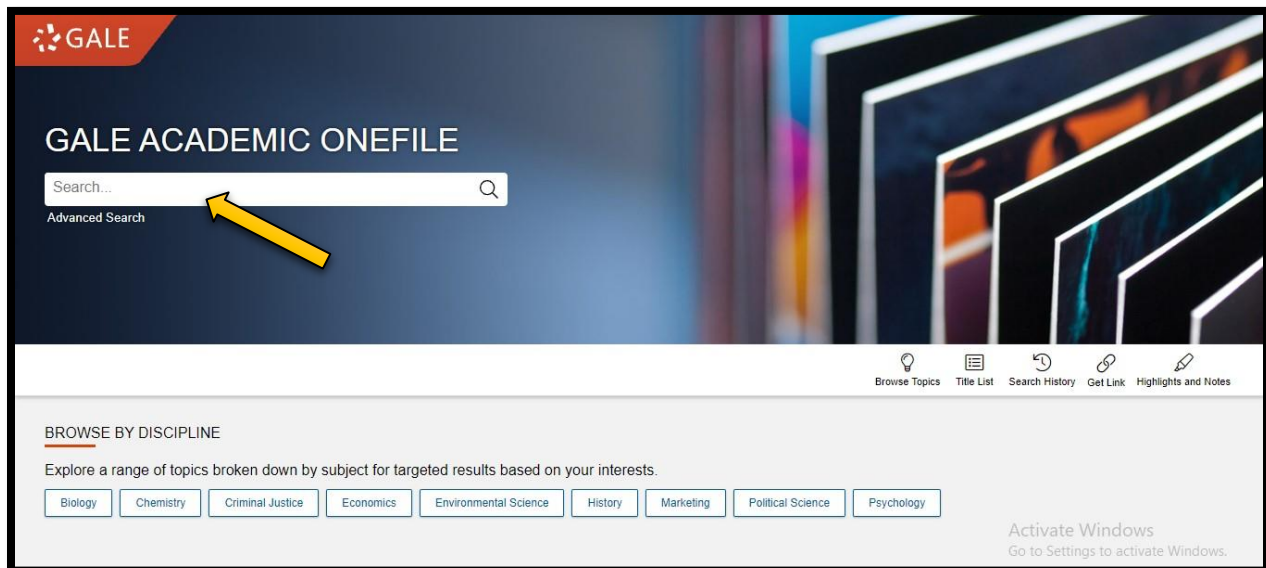 GALE
GALE ACADEMIC ONEFILE
Search...
Advanced Search
Browse Topics Title List Search History Get Link Highlights and Notes
BROWSE BY DISCIPLINE
Explore a range of topics broken down by subject for targeted results based on your interests.
Biology Chemistry Criminal Justice Economics Environmental Science History Marketing Political Science Psychology
Activate Windows
Go to Settings to activate Windows.